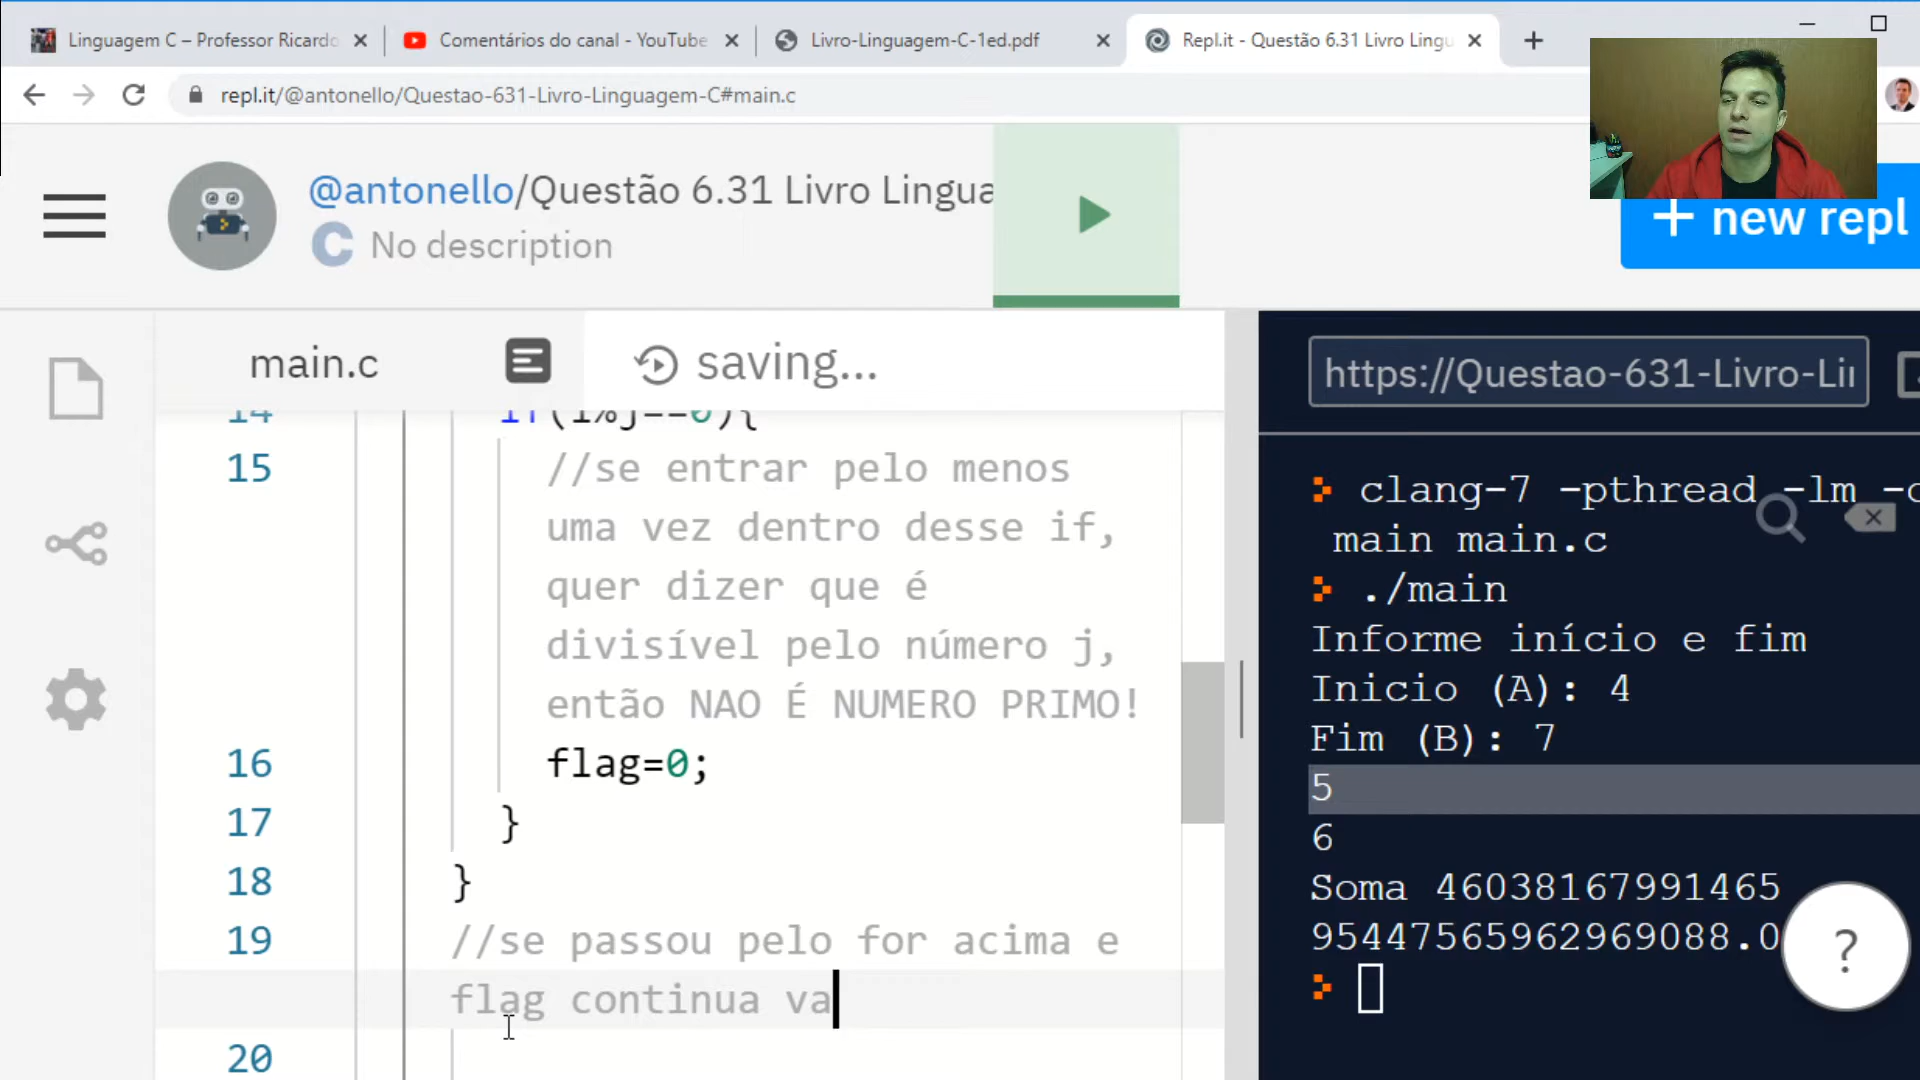 Linguagem C – Professor Ricardo
Comentários do canal - YouTube
Livro-Linguagem-C-1ed.pdf
Repl.it - Questão 6.31 Livro Lingu
repl.it/@antonello/Questao-631-Livro-Linguagem-C#main.c
@antonello/Questão 6.31 Livro Lingua
C No description
+ new repl
main.c
saving...
https://Questao-631-Livro-Li
14 if(i%j==0){
15 //se entrar pelo menos
uma vez dentro desse if,
quer dizer que é
divisível pelo número j,
então NAO É NUMERO PRIMO!
16 flag=0;
17 }
18 }
19 //se passou pelo for acima e
flag continua va
20
clang-7 -pthread -lm -o
main main.c
./main
Informe início e fim
Inicio (A): 4
Fim (B): 7
5
6
Soma 46038167991465
95447565962969088.0
?